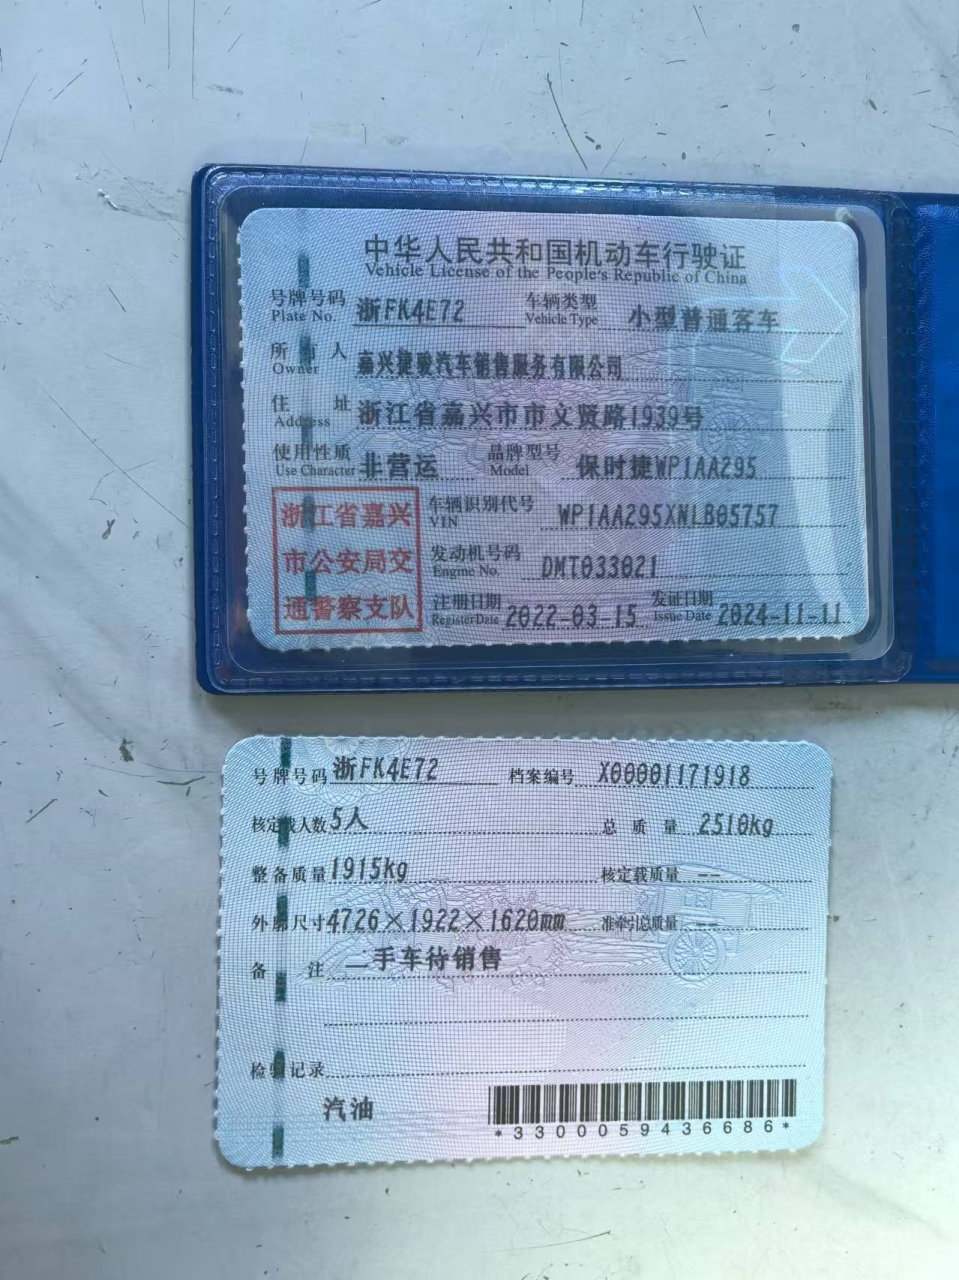 中华人民共和国机动车行驶证
Vehicle License of the People's Republic of China
号牌号码 浙FK4E72 车辆类型 小型普通客车
Plate No. Vehicle Type
所有人 嘉兴捷骏汽车销售服务有限公司
Owner
住址 浙江省嘉兴市市文贤路1939号
Address
使用性质 非营运 品牌型号 保时捷WP1AA295
Use Character Model
浙江省嘉兴
市公安局交
通警察支队
车辆识别代号 WP1AA295XNLB05757
VIN
发动机号码 DMT033021
Engine No.
注册日期 2022-03-15 发证日期 2024-11-11
Register Date Issue Date
号牌号码 浙FK4E72 档案编号 X00001171918
核定载人数 5人 总质量 2510kg
整备质量 1915kg 核定载质量 --
外廓尺寸 4726×1922×1620mm 准牵引总质量 --
备注 二手车待销售
检验记录
汽油
*3300059436686*